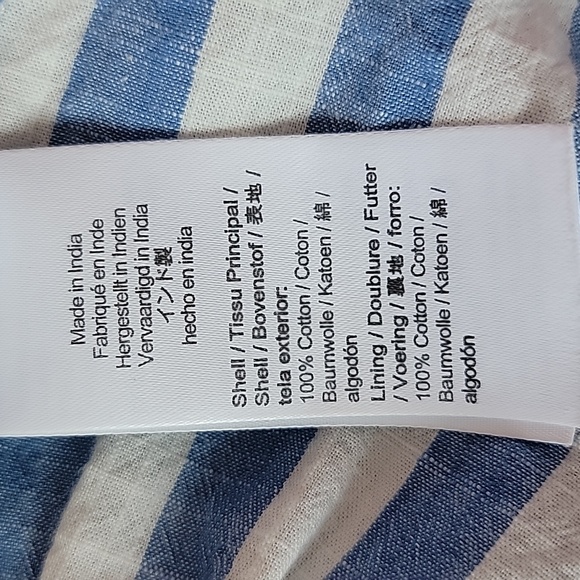 Made in India
Fabriqué en Inde
Hergestellt in Indien
Vervaardigd in India
インド製
hecho en india
Shell / Tissu Principal /
Shell / Bovenstof / 表地 /
tela exterior:
100% Cotton / Coton /
Baumwolle / Katoen / 綿 /
algodón
Lining / Doublure / Futter
/ Voering / 裏地 / forro:
100% Cotton / Coton /
Baumwolle / Katoen / 綿 /
algodón